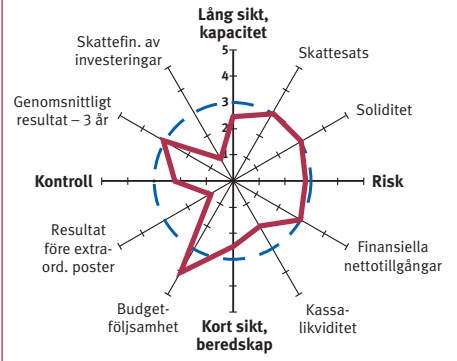 Lång sikt,
kapacitet
Skattefin. av
investeringar
Skattesats
5
4
3
2
1
Genomsnittligt
resultat – 3 år
Soliditet
Kontroll
Risk
Resultat
före extra-
ord. poster
Finansiella
nettotillgångar
Budget-
följsamhet
Kassa-
likviditet
Kort sikt,
beredskap